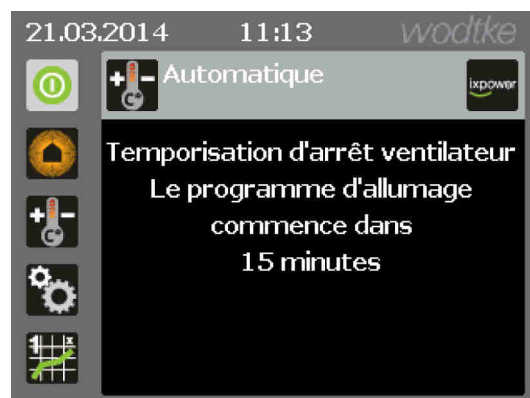 21.03.2014 11:13 wodtke
Automatique
ixpower
Temporisation d'arrêt ventilateur
Le programme d'allumage
commence dans
15 minutes